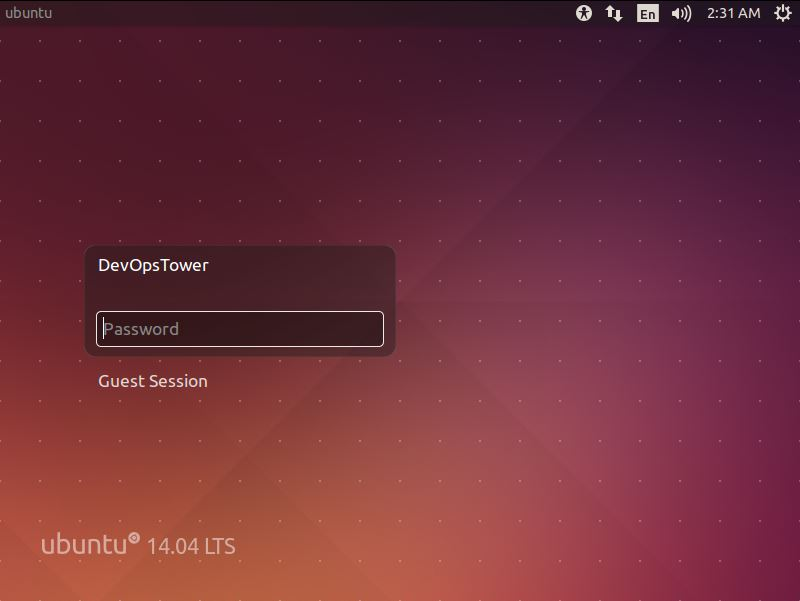 ubuntu En 2:31 AM
DevOpsTower
Password
Guest Session
ubuntu 14.04 LTS